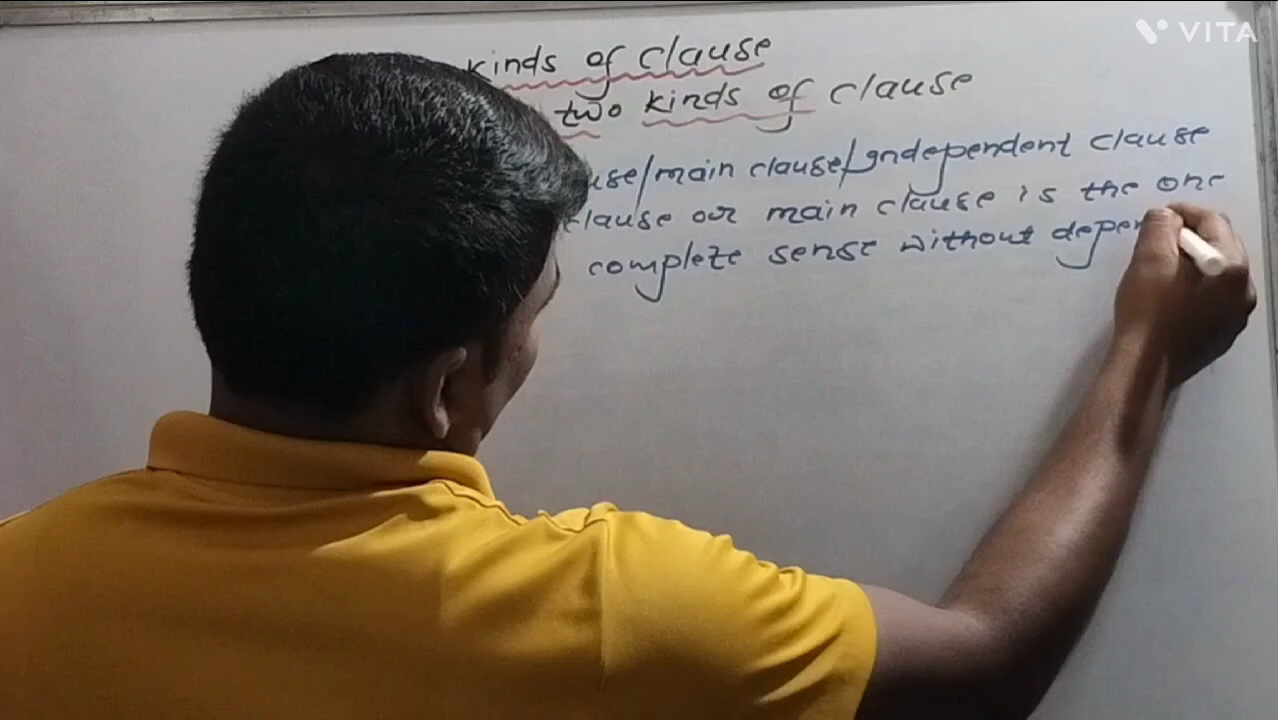 VITA
kinds of clause
two kinds of clause
use/main clause/independent clause
clause or main clause is the one
complete sense without depen